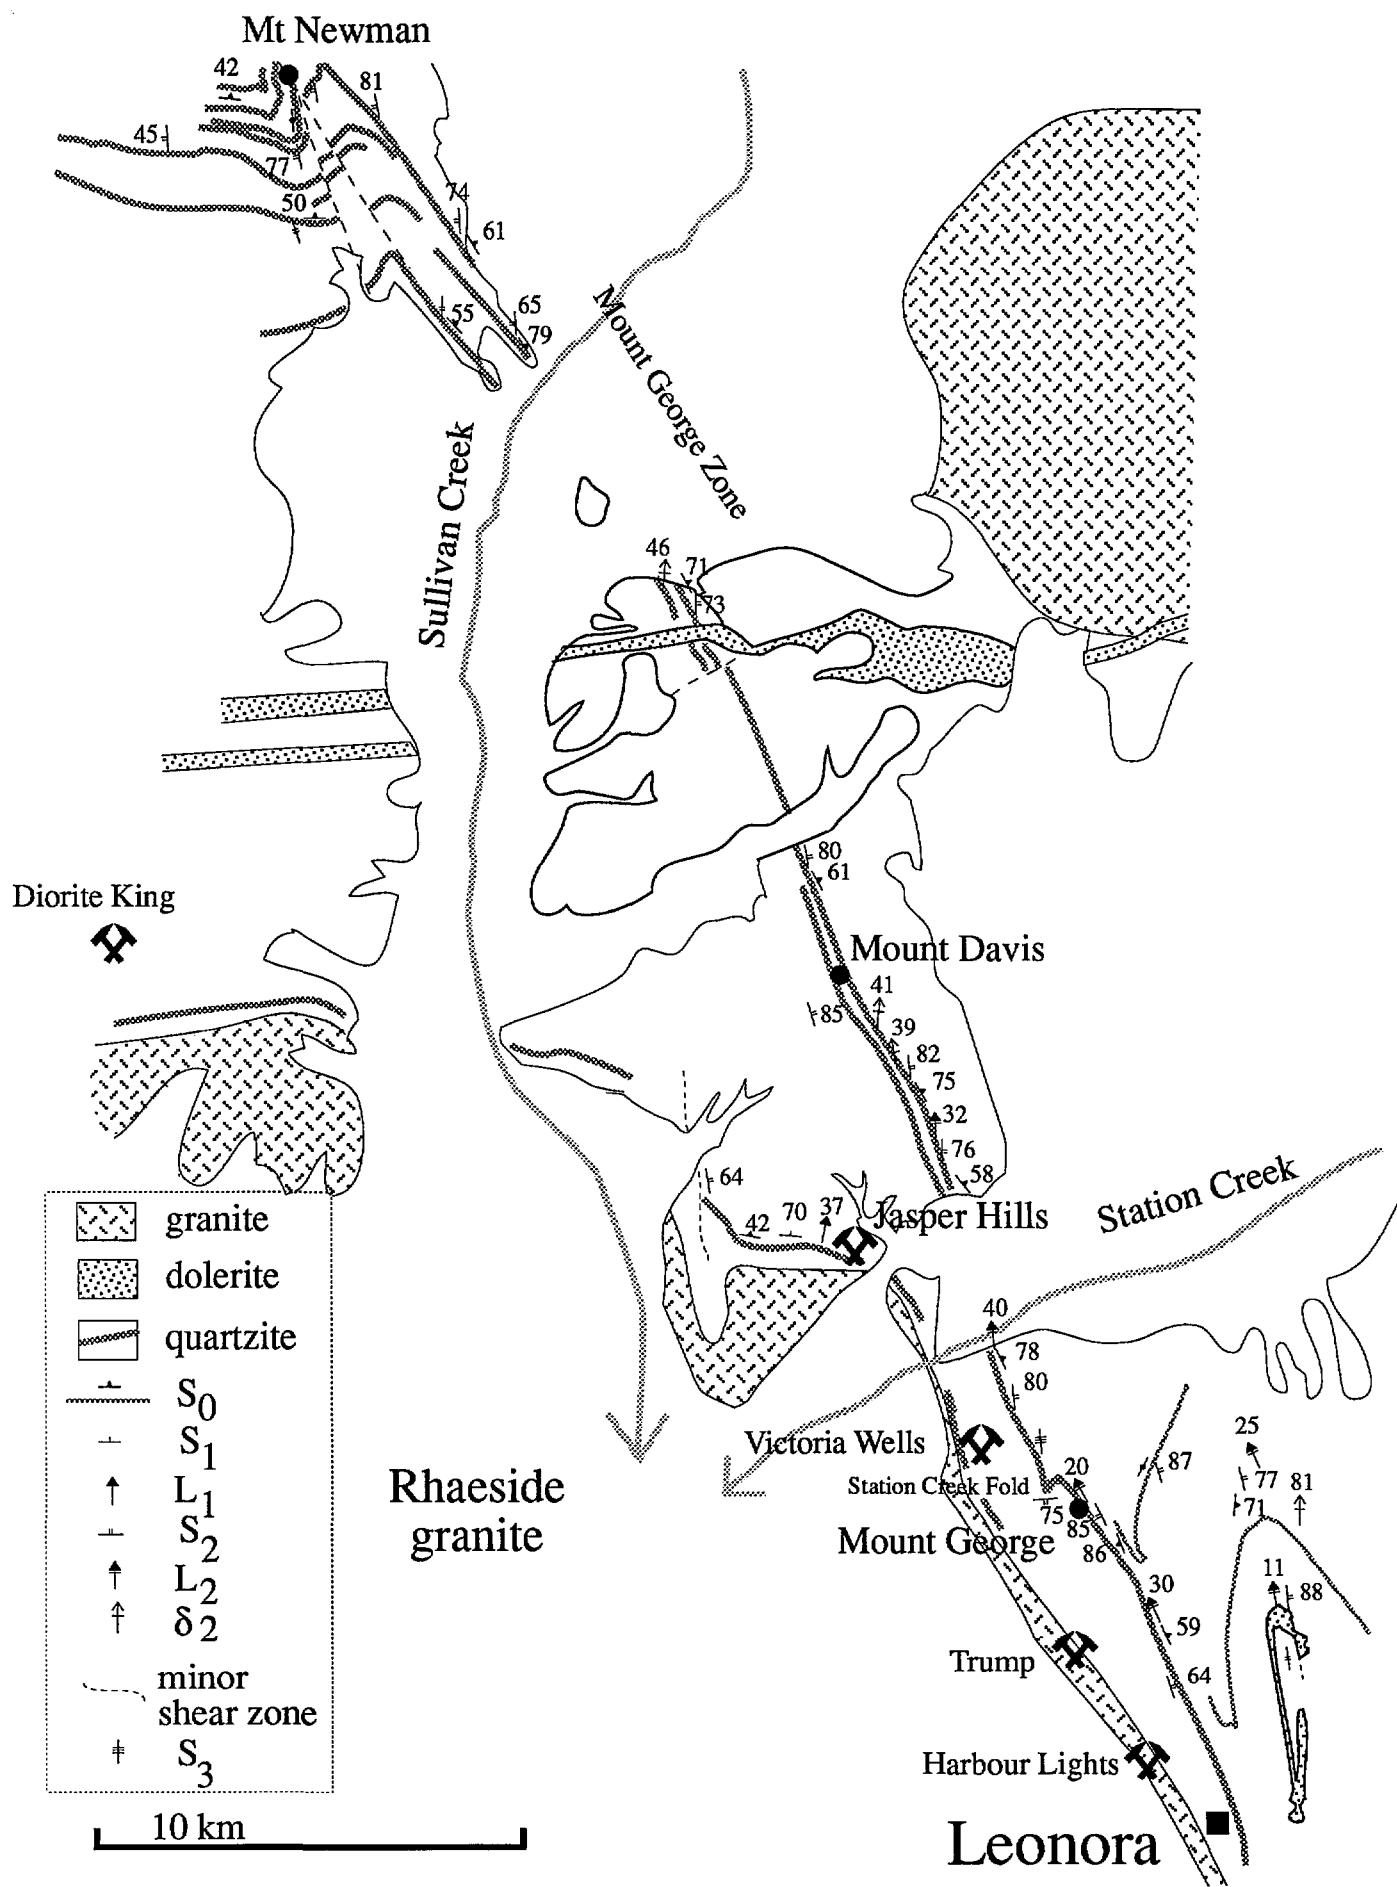 Mt Newman
42
81
45
77
50
74
61
65
55
79
Mount George Zone
Sullivan Creek
46
71
73
80
61
Diorite King
Mount Davis
41
85
39
82
75
32
76
58
64
42
70
37
Jasper Hills
Station Creek
40
78
80
Victoria Wells
Station Creek Fold
20
75
85
86
87
25
77
81
71
Mount George
30
11
88
59
64
Rhaeside
granite
Trump
Harbour Lights
Leonora
granite
dolerite
quartzite
S0
S1
L1
S2
L2
δ2
minor
shear zone
S3
10 km